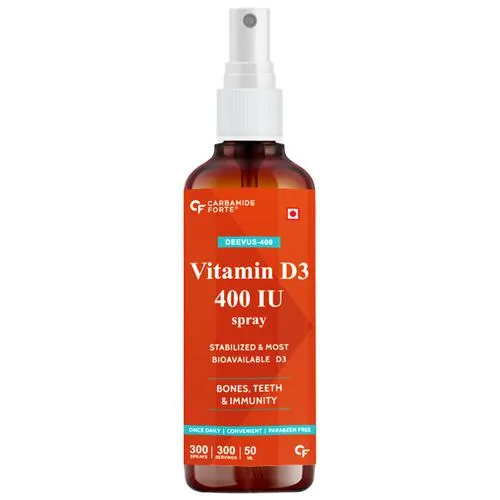 CF CARBAMIDE
FORTE®
DEEVUS-400
Vitamin D3
400 IU
spray
STABILIZED & MOST
BIOAVAILABLE D3
BONES, TEETH
& IMMUNITY
ONCE DAILY | CONVENIENT | PARABEEN FREE
300 | 300 | 50
SPRAYS SERVINGS ML
CF